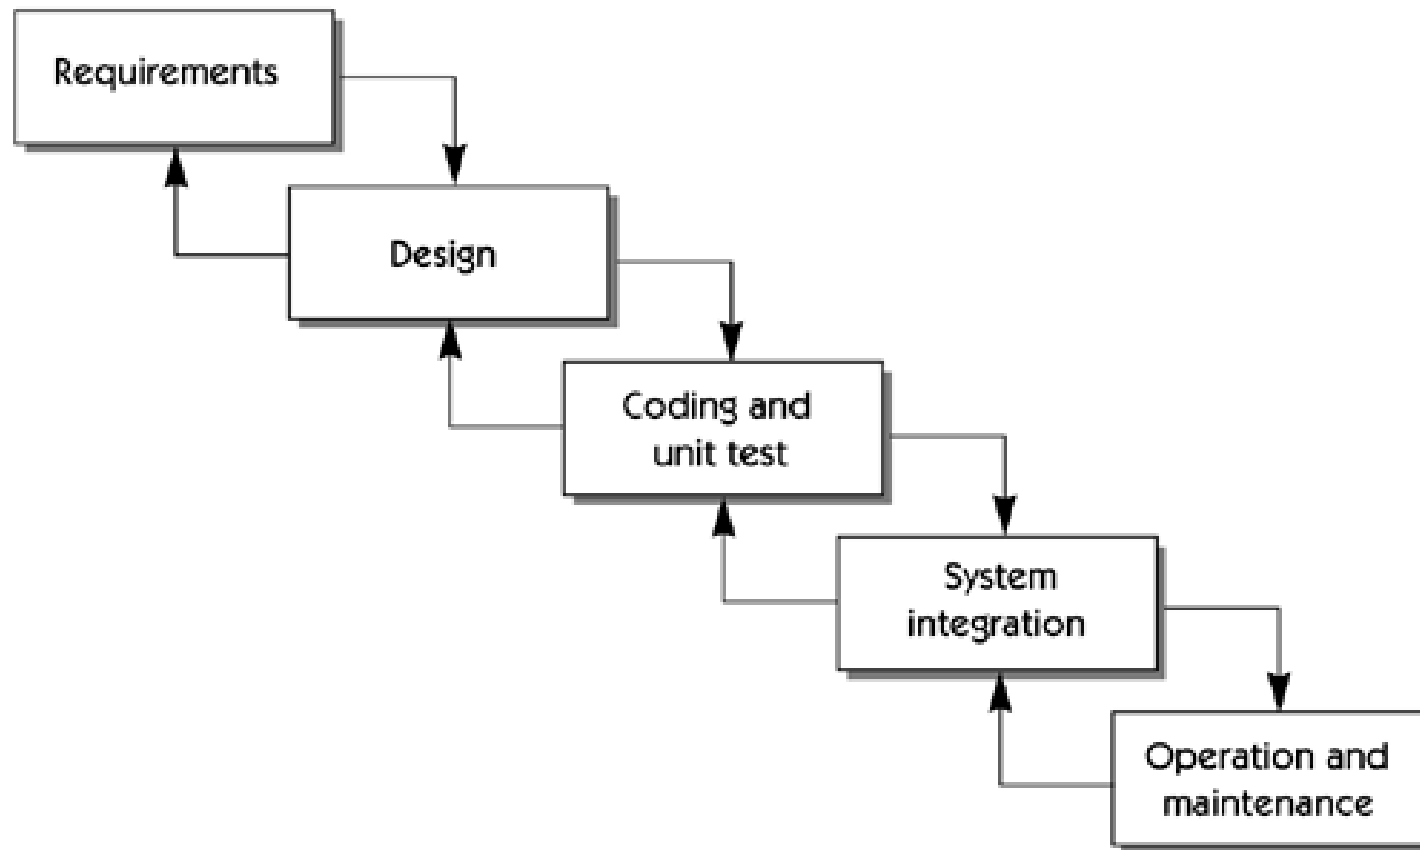 Requirements
Design
Coding and
unit test
System
integration
Operation and
maintenance